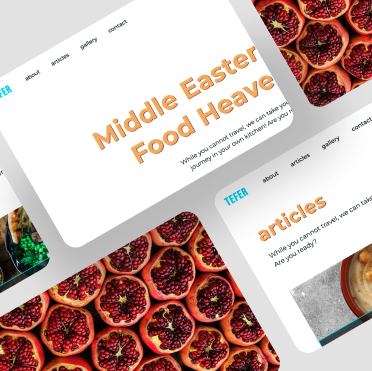 about articles gallery contact
Middle Easter
Food Heave
While you cannot travel, we can take you
journey in your own kitchen! Are you
TEFER about articles gallery contact
articles
While you cannot travel, we can take
Are you ready?